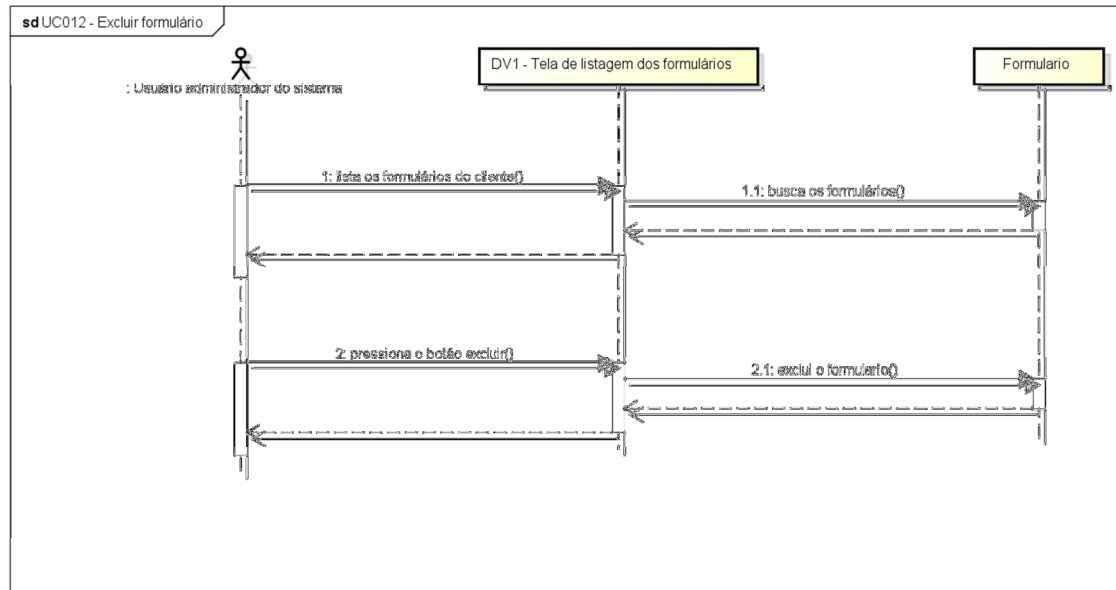 sd UC012 - Excluir formulário
: Usuário administrador do sistema
DV1 - Tela de listagem dos formulários
Formulario
1: lista os formulários do cliente()
1.1: busca os formulários()
2: pressiona o botão excluir()
2.1: exclui o formulario()